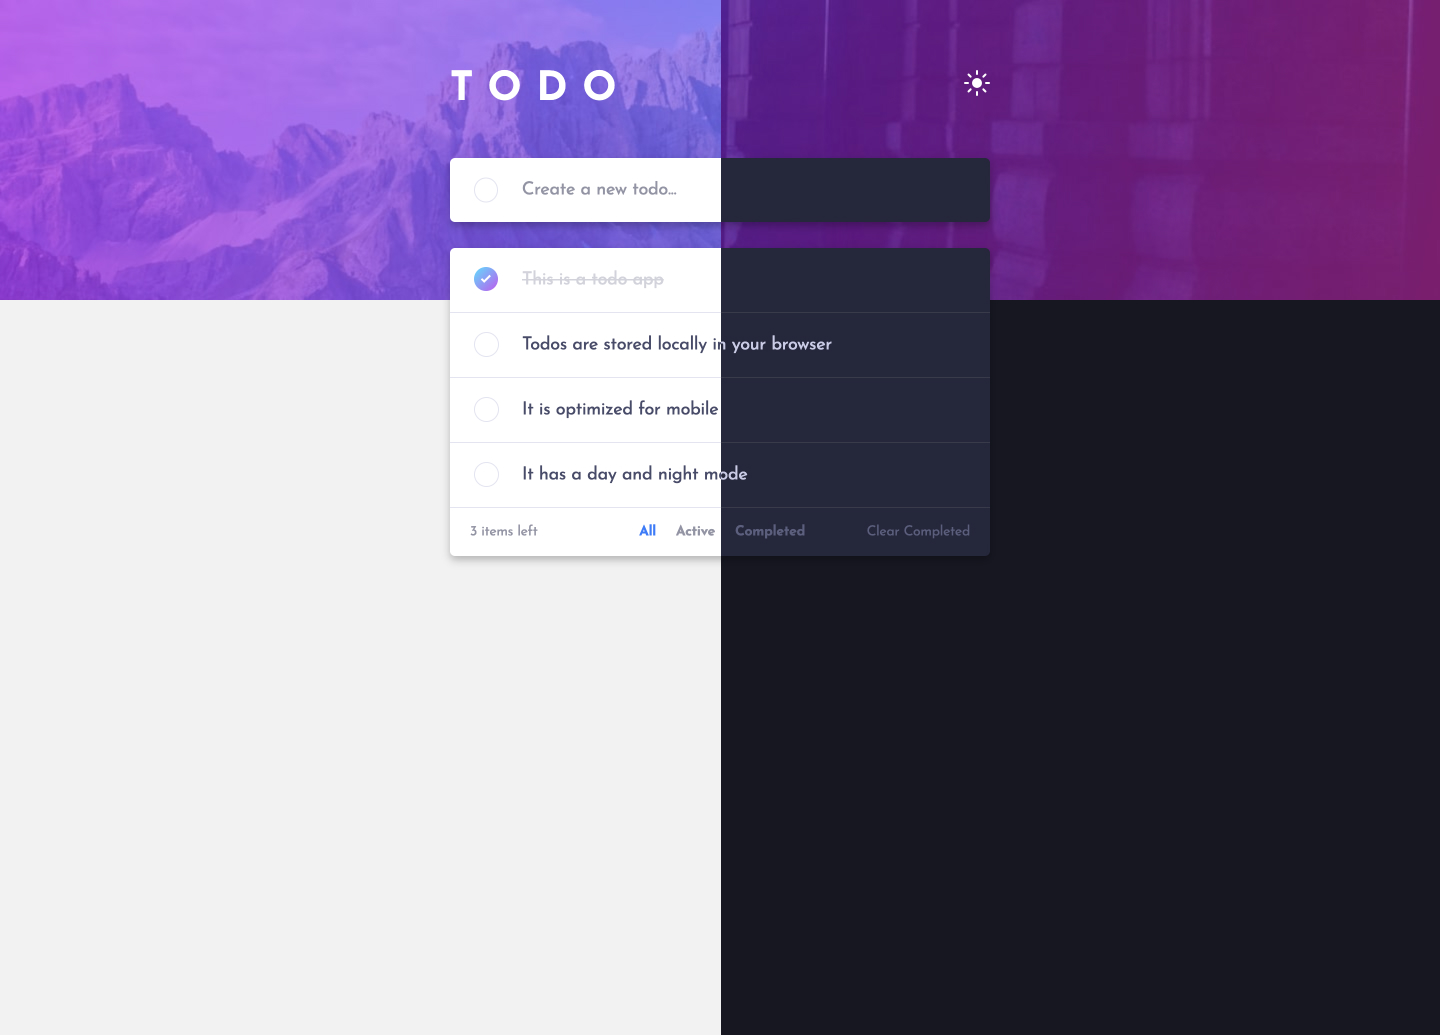 TODO
Create a new todo...
This is a todo app
Todos are stored locally in your browser
It is optimized for mobile
It has a day and night mode
3 items left All Active Completed Clear Completed